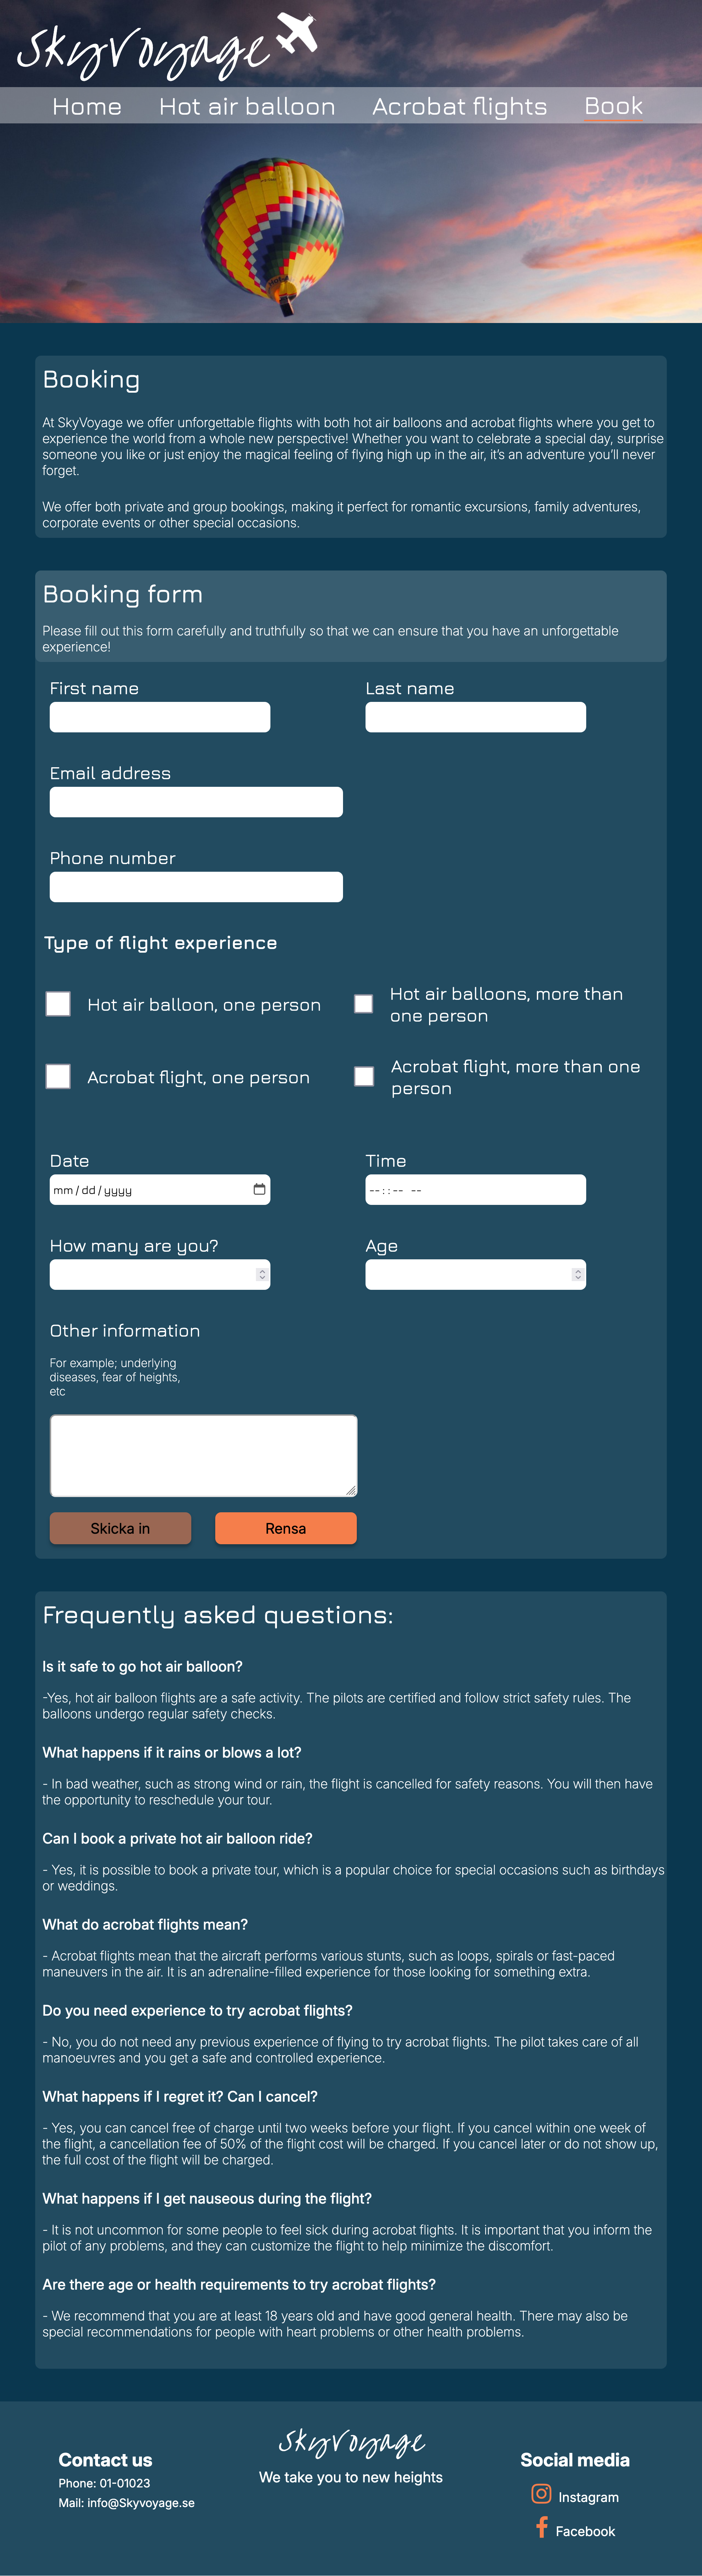 SkyVoyage
Home Hot air balloon Acrobat flights Book
Booking
At SkyVoyage we offer unforgettable flights with both hot air balloons and acrobat flights where you get to
experience the world from a whole new perspective! Whether you want to celebrate a special day, surprise
someone you like or just enjoy the magical feeling of flying high up in the air, it's an adventure you'll never
forget.
We offer both private and group bookings, making it perfect for romantic excursions, family adventures,
corporate events or other special occasions.
Booking form
Please fill out this form carefully and truthfully so that we can ensure that you have an unforgettable
experience!
First name Last name
Email address
Phone number
Type of flight experience
Hot air balloon, one person
Hot air balloons, more than
one person
Acrobat flight, one person
Acrobat flight, more than one
person
Date Time
mm/dd/yyyy --::-- --
How many are you? Age
Other information
For example; underlying
diseases, fear of heights,
etc
Skicka in Rensa
Frequently asked questions:
Is it safe to go hot air balloon?
-Yes, hot air balloon flights are a safe activity. The pilots are certified and follow strict safety rules. The
balloons undergo regular safety checks.
What happens if it rains or blows a lot?
- In bad weather, such as strong wind or rain, the flight is cancelled for safety reasons. You will then have
the opportunity to reschedule your tour.
Can I book a private hot air balloon ride?
- Yes, it is possible to book a private tour, which is a popular choice for special occasions such as birthdays
or weddings.
What do acrobat flights mean?
- Acrobat flights mean that the aircraft performs various stunts, such as loops, spirals or fast-paced
maneuvers in the air. It is an adrenaline-filled experience for those looking for something extra.
Do you need experience to try acrobat flights?
- No, you do not need any previous experience of flying to try acrobat flights. The pilot takes care of all
manoeuvres and you get a safe and controlled experience.
What happens if I regret it? Can I cancel?
- Yes, you can cancel free of charge until two weeks before your flight. If you cancel within one week of
the flight, a cancellation fee of 50% of the flight cost will be charged. If you cancel later or do not show up,
the full cost of the flight will be charged.
What happens if I get nauseous during the flight?
- It is not uncommon for some people to feel sick during acrobat flights. It is important that you inform the
pilot of any problems, and they can customize the flight to help minimize the discomfort.
Are there age or health requirements to try acrobat flights?
- We recommend that you are at least 18 years old and have good general health. There may also be
special recommendations for people with heart problems or other health problems.
Contact us
Phone: 01-01023
Mail: info@Skyvoyage.se
SkyVoyage
We take you to new heights
Social media
Instagram
Facebook